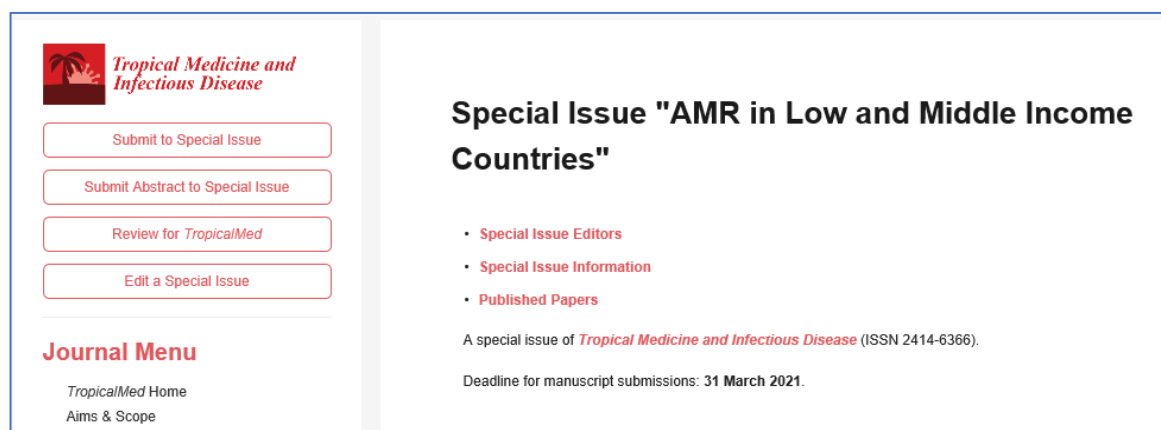 Tropical Medicine and
Infectious Disease
Submit to Special Issue
Submit Abstract to Special Issue
Review for TropicalMed
Edit a Special Issue
Journal Menu
TropicalMed Home
Aims & Scope
Special Issue "AMR in Low and Middle Income
Countries"
• Special Issue Editors
• Special Issue Information
• Published Papers
A special issue of Tropical Medicine and Infectious Disease (ISSN 2414-6366).
Deadline for manuscript submissions: 31 March 2021.